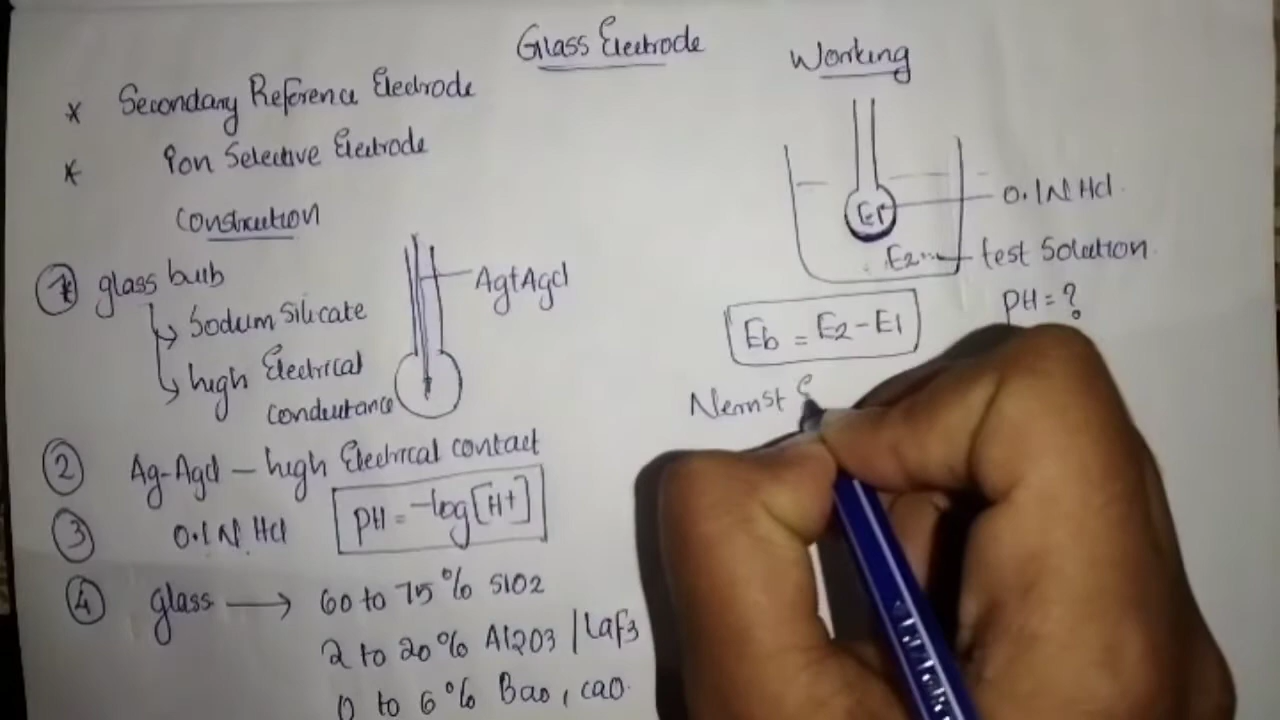 Glass Electrode
* Secondary Reference Electrode
* Ion Selective Electrode
Construction
1 glass bulb
↳ Sodium silicate
↳ high Electrical
conductance
Ag+Agcl
2 Ag-Agcl - high Electrical contact
3 0.1 N Hcl
PH = -log[H+]
4 glass → 60 to 75% SiO2
2 to 20% Al2O3 / LaF3
0 to 6% Bao, cao.
Working
E1
0.1N Hcl.
E2
test Solution.
PH = ?
Eb = E2 - E1
Nernst